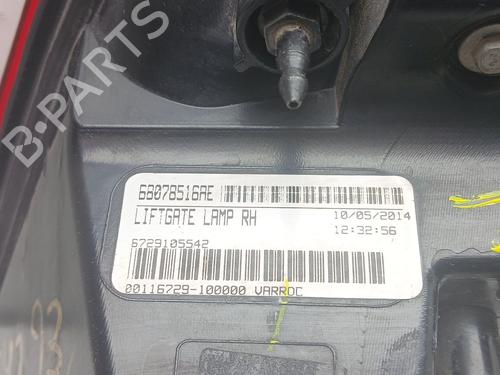 B-PARTS
68078516AE
LIFTGATE LAMP RH 10/05/2014
6729105542 12:32:56
00116729-100000 VARROC